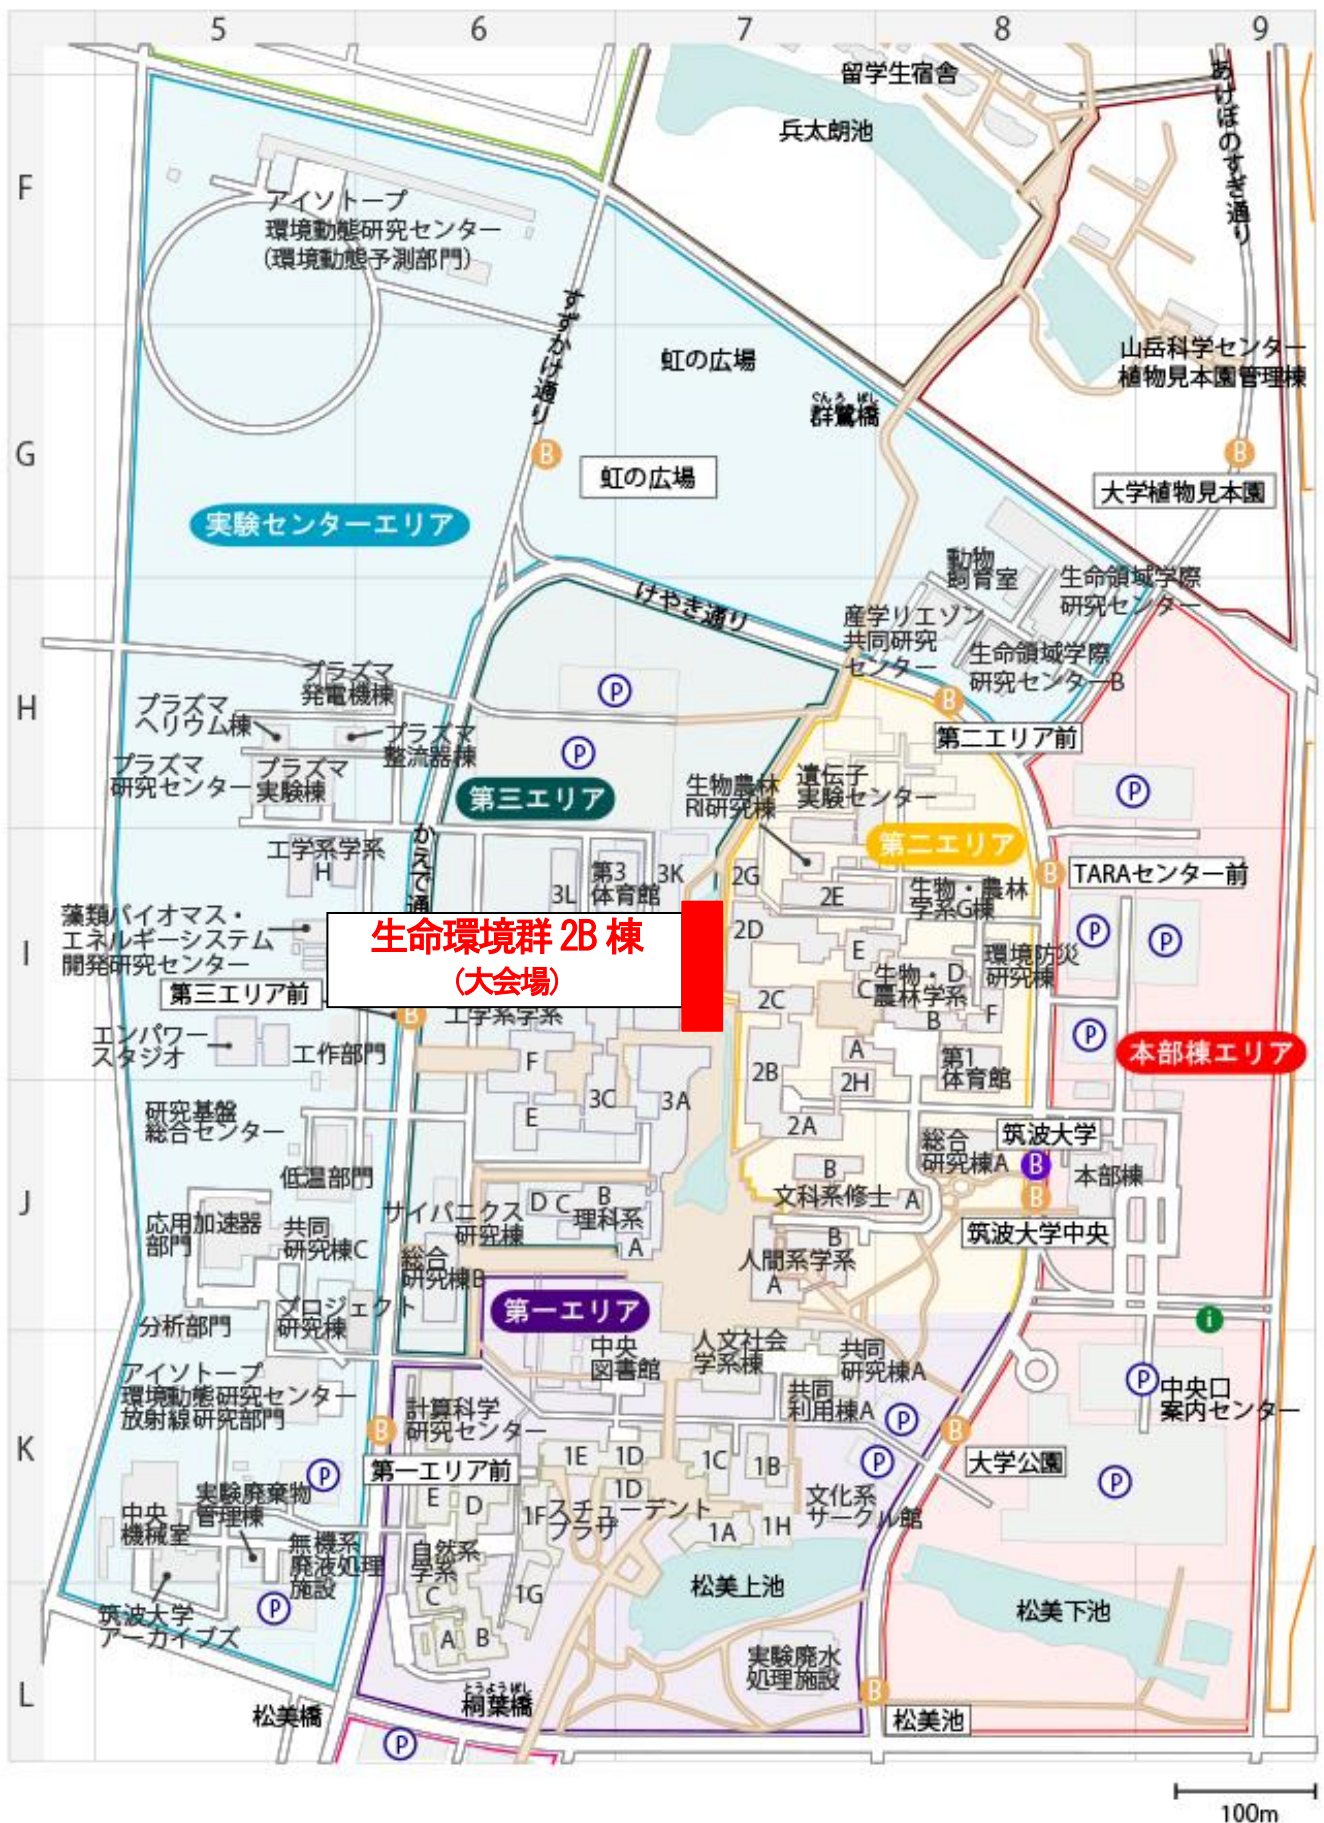 5
6
7
8
9
F
G
H
I
J
K
L
留学生宿舎
兵太朗池
あけぼのすぎ通り
アイソトープ
環境動態研究センター
(環境動態予測部門)
すずかけ通り
虹の広場
ぐんろ ばし
群鷺橋
山岳科学センター
植物見本園管理棟
B
虹の広場
B
大学植物見本園
実験センターエリア
動物
飼育室
生命領域学際
研究センター
けやき通り
産学リエゾン
共同研究
センター
生命領域学際
研究センターB
プラズマ
発電機棟
プラズマ
ヘリウム棟
プラズマ
整流器棟
プラズマ
研究センター
プラズマ
実験棟
P
P
B
第二エリア前
第三エリア
生物農林
RI研究棟
遺伝子
実験センター
P
第二エリア
かえで通
工学系学系
H
3L
第3
体育館
3K
2G
2E
生物・農林
学系G棟
B
TARAセンター前
藻類バイオマス・
エネルギーシステム
開発研究センター
生命環境群 2B 棟
(大会場)
2D
E
生物・D
C農林学系
B
F
環境防災
研究棟
P
P
第三エリア前
B
工学系学系
2C
エンパワー
スタジオ
工作部門
F
2B
A
2H
第1
体育館
P
本部棟エリア
研究基盤
総合センター
3C
E
3A
2A
総合
研究棟A
筑波大学
B
本部棟
低温部門
B
文科系修士
A
B
筑波大学中央
応用加速器
部門
共同
研究棟C
サイバニクス
研究棟
D
C
B
理科系
A
B
人間系学系
A
総合
研究棟B
分析部門
プロジェクト
研究棟
第一エリア
i
中央
図書館
人文社会
学系棟
共同
研究棟A
アイソトープ
環境動態研究センター
放射線研究部門
共同
利用棟A
P
中央口
案内センター
計算科学
研究センター
B
1E
1D
1C
1B
P
P
B
大学公園
P
第一エリア前
P
実験廃棄物
管理棟
中央
機械室
E
D
1F
1D
スチューデント
プラザ
1A
1H
文化系
サークル館
無機系
廃液処理
施設
自然系
学系
C
1G
松美上池
筑波大学
アーカイブズ
P
A
B
松美下池
実験廃水
処理施設
とうようばし
桐葉橋
松美橋
B
松美池
P
100m